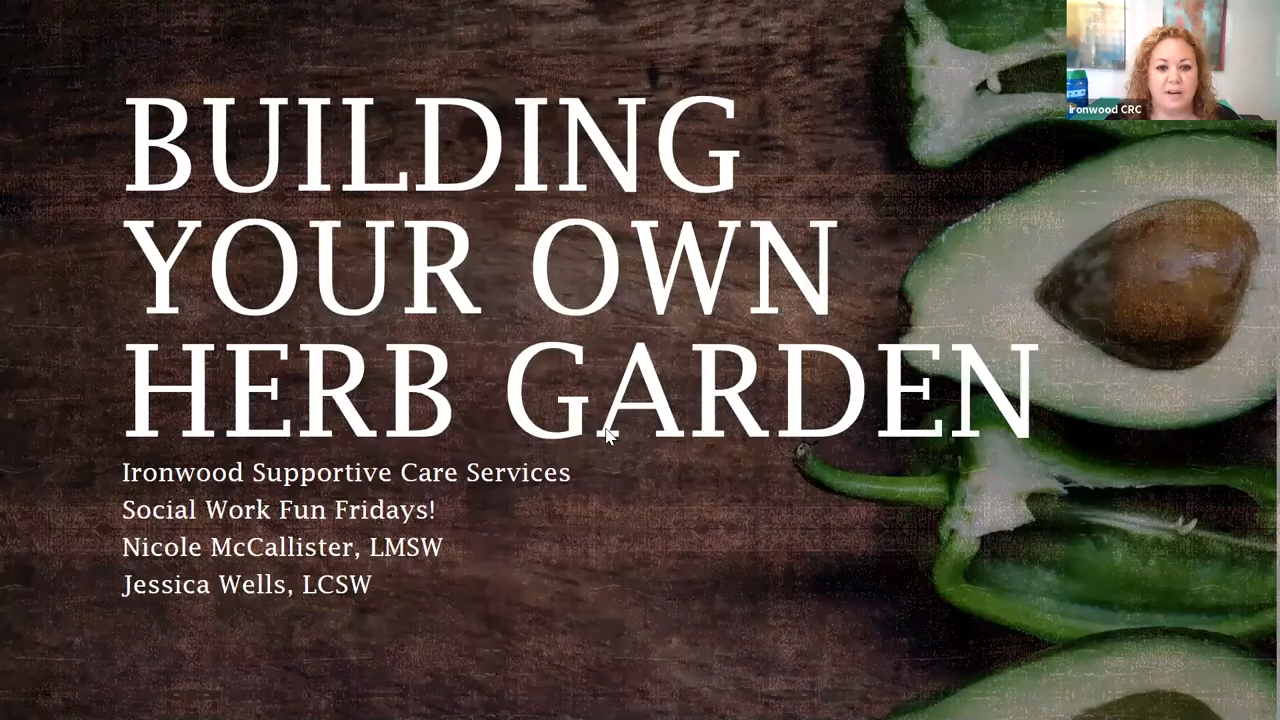 Ironwood CRC
BUILDING
YOUR OWN
HERB GARDEN
Ironwood Supportive Care Services
Social Work Fun Fridays!
Nicole McCallister, LMSW
Jessica Wells, LCSW